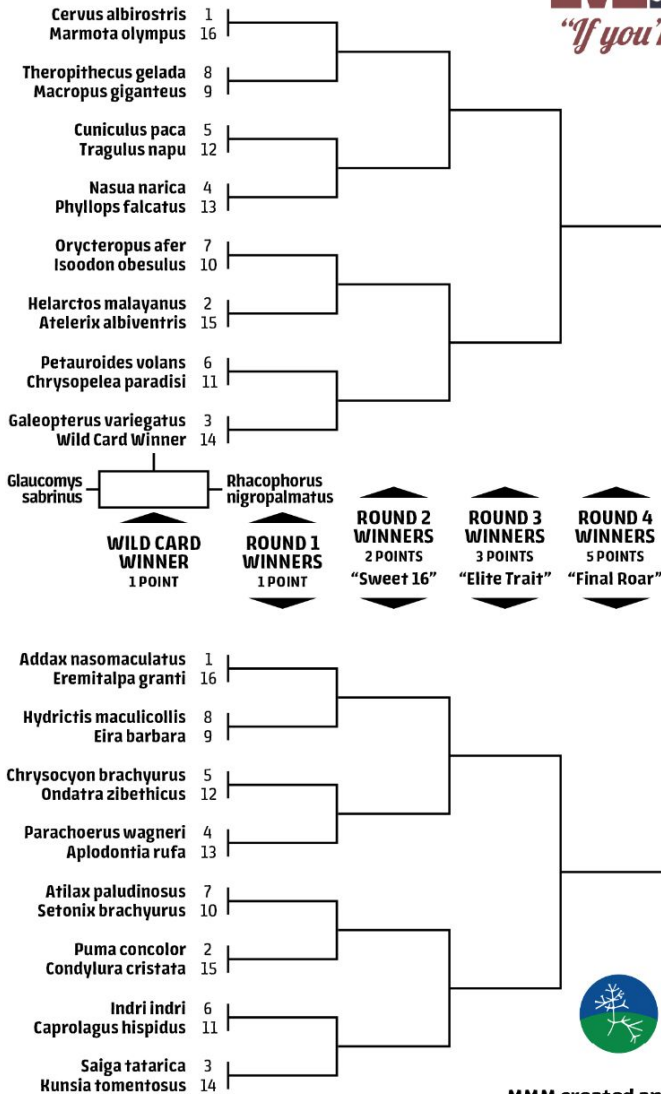 "If you'r
Cervus albirostris 1
Marmota olympus 16
Theropithecus gelada 8
Macropus giganteus 9
Cuniculus paca 5
Tragulus napu 12
Nasua narica 4
Phyllops falcatus 13
Orycteropus afer 7
Isoodon obesulus 10
Helarctos malayanus 2
Atelerix albiventris 15
Petauroides volans 6
Chrysopelea paradisi 11
Galeopterus variegatus 3
Wild Card Winner 14
Glaucomys
sabrinus
Rhacophorus
nigropalmatus
WILD CARD
WINNER
1 POINT
ROUND 1
WINNERS
1 POINT
ROUND 2
WINNERS
2 POINTS
"Sweet 16"
ROUND 3
WINNERS
3 POINTS
"Elite Trait"
ROUND 4
WINNERS
5 POINTS
"Final Roar"
Addax nasomaculatus 1
Eremitalpa granti 16
Hydrictis maculicollis 8
Eira barbara 9
Chrysocyon brachyurus 5
Ondatra zibethicus 12
Parachoerus wagneri 4
Aplodontia rufa 13
Atilax paludinosus 7
Setonix brachyurus 10
Puma concolor 2
Condylura cristata 15
Indri indri 6
Caprolagus hispidus 11
Saiga tatarica 3
Kunsia tomentosus 14
MMM created an